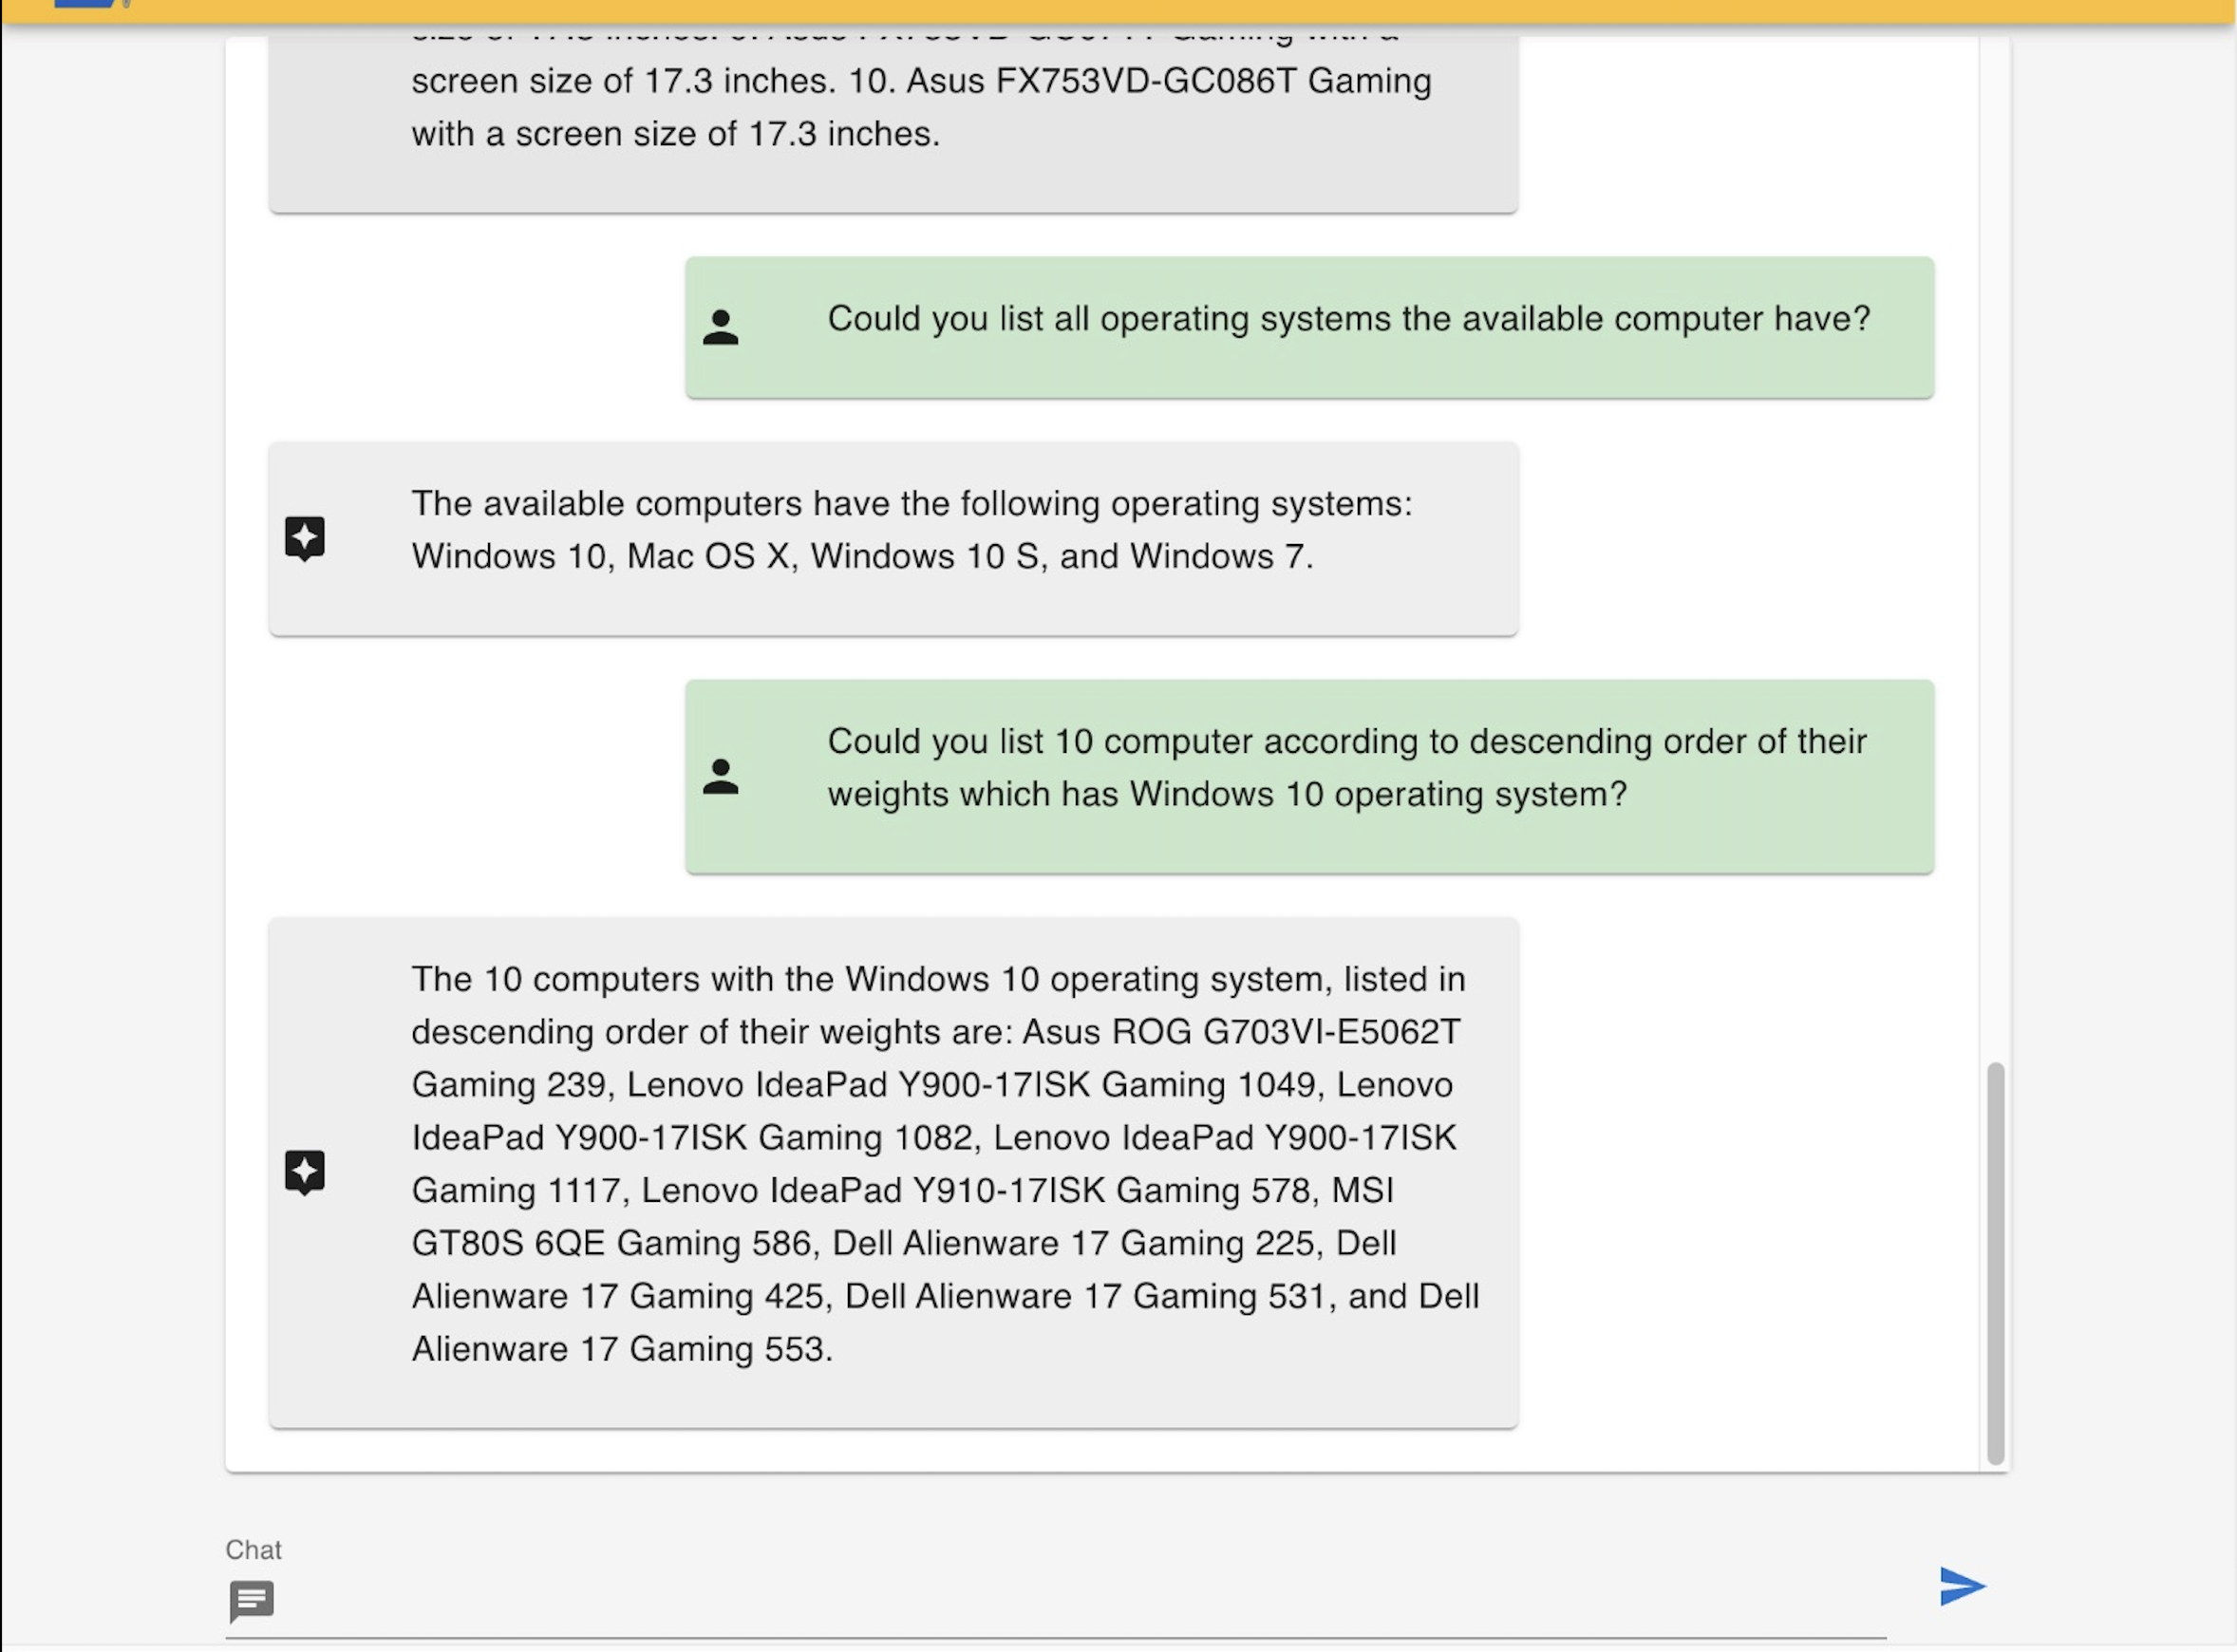 screen size of 17.3 inches. 10. Asus FX753VD-GC086T Gaming
with a screen size of 17.3 inches.
Could you list all operating systems the available computer have?
The available computers have the following operating systems:
Windows 10, Mac OS X, Windows 10 S, and Windows 7.
Could you list 10 computer according to descending order of their
weights which has Windows 10 operating system?
The 10 computers with the Windows 10 operating system, listed in
descending order of their weights are: Asus ROG G703VI-E5062T
Gaming 239, Lenovo IdeaPad Y900-17ISK Gaming 1049, Lenovo
IdeaPad Y900-17ISK Gaming 1082, Lenovo IdeaPad Y900-17ISK
Gaming 1117, Lenovo IdeaPad Y910-17ISK Gaming 578, MSI
GT80S 6QE Gaming 586, Dell Alienware 17 Gaming 225, Dell
Alienware 17 Gaming 425, Dell Alienware 17 Gaming 531, and Dell
Alienware 17 Gaming 553.
Chat